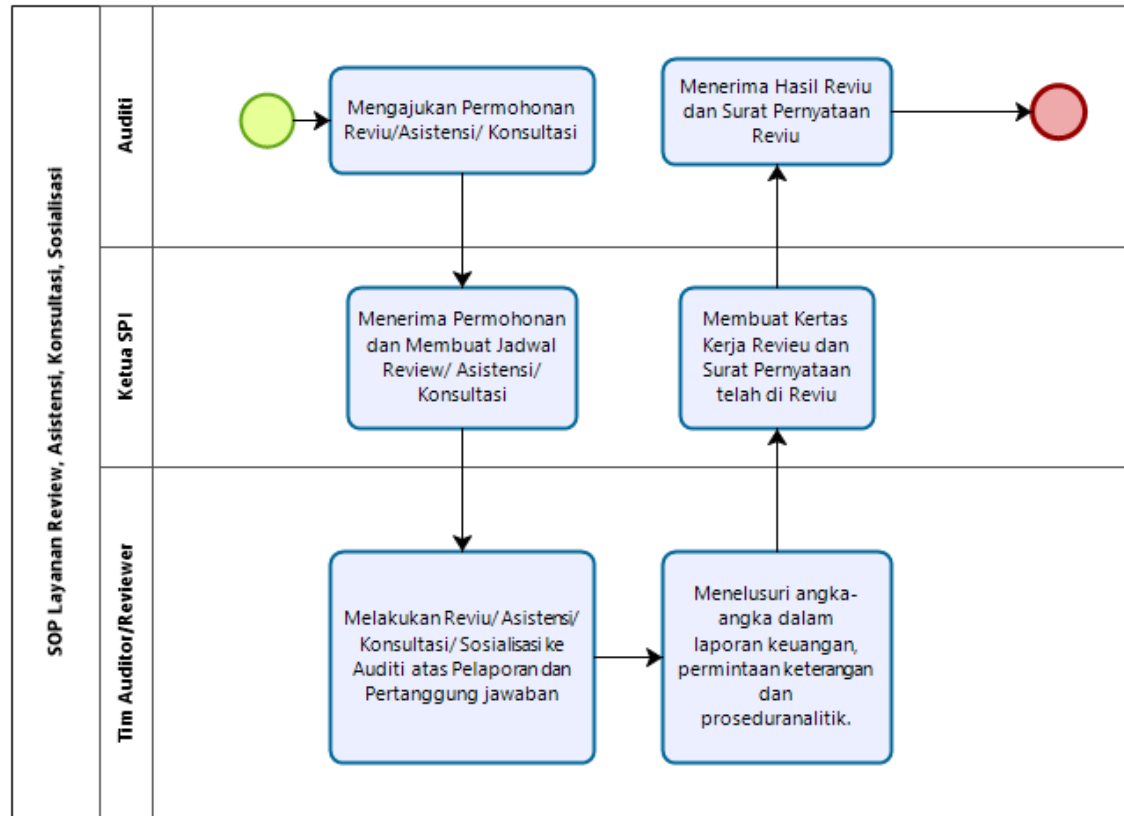 SOP Layanan Review, Asistensi, Konsultasi, Sosialisasi
Auditi
Mengajukan Permohonan
Reviu/Asistensi/ Konsultasi
Menerima Hasil Reviu
dan Surat Pernyataan
Reviu
Ketua SPI
Menerima Permohonan
dan Membuat Jadwal
Review/ Asistensi/
Konsultasi
Membuat Kertas
Kerja Revieu dan
Surat Pernyataan
telah di Reviu
Tim Auditor/Reviewer
Melakukan Reviu/ Asistensi/
Konsultasi/ Sosialisasi ke
Auditi atas Pelaporan dan
Pertanggung jawaban
Menelusuri angka-
angka dalam
laporan keuangan,
permintaan keterangan
dan
proseduranalitik.